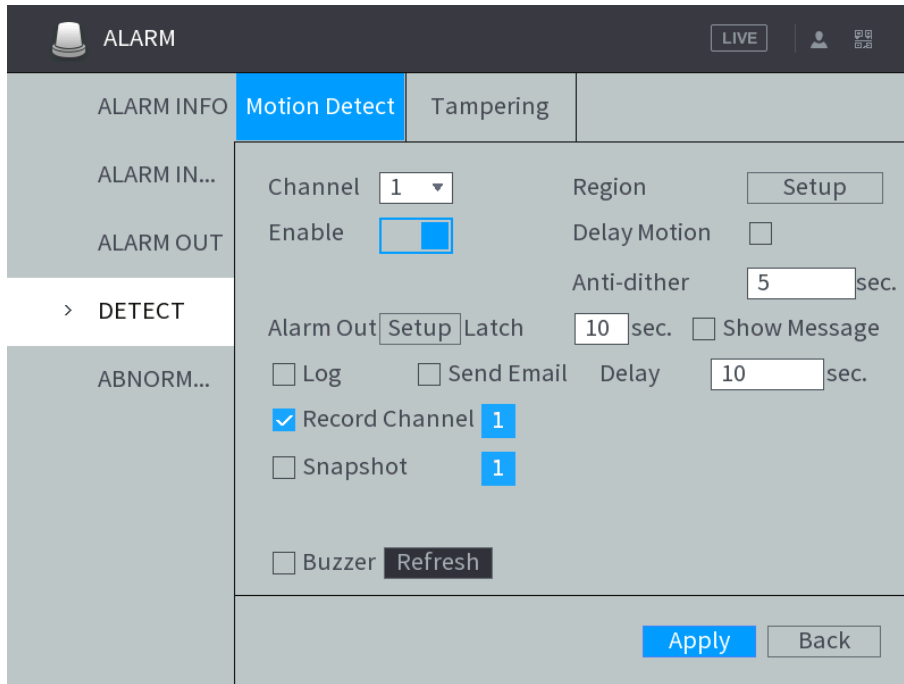 ALARM
LIVE
ALARM INFO
ALARM IN...
ALARM OUT
> DETECT
ABNORM...
Motion Detect Tampering
Channel 1 Region Setup
Enable Delay Motion
Anti-dither 5 sec.
Alarm Out Setup Latch 10 sec. Show Message
Log Send Email Delay 10 sec.
Record Channel 1
Snapshot 1
Buzzer Refresh
Apply Back